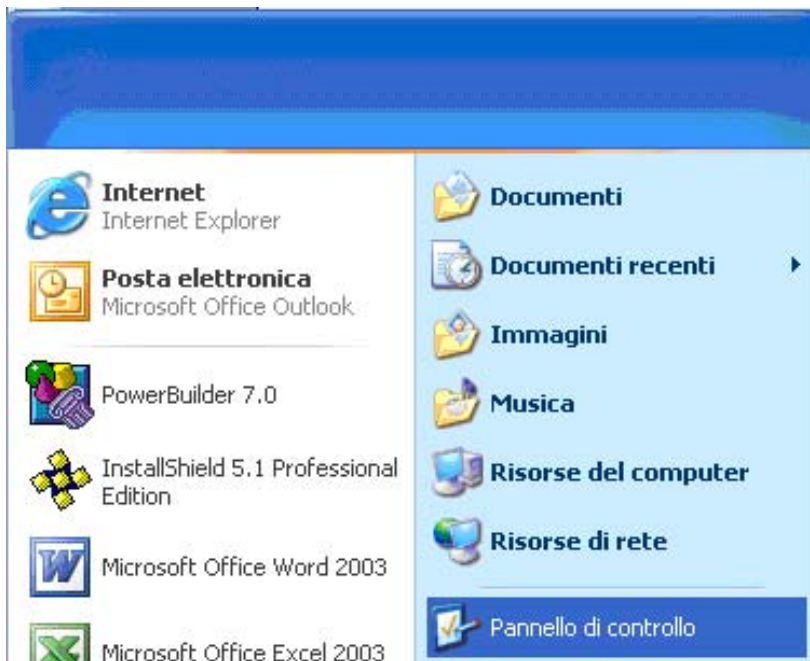 Internet
Internet Explorer
Posta elettronica
Microsoft Office Outlook
PowerBuilder 7.0
InstallShield 5.1 Professional
Edition
Microsoft Office Word 2003
Microsoft Office Excel 2003
Documenti
Documenti recenti
Immagini
Musica
Risorse del computer
Risorse di rete
Pannello di controllo